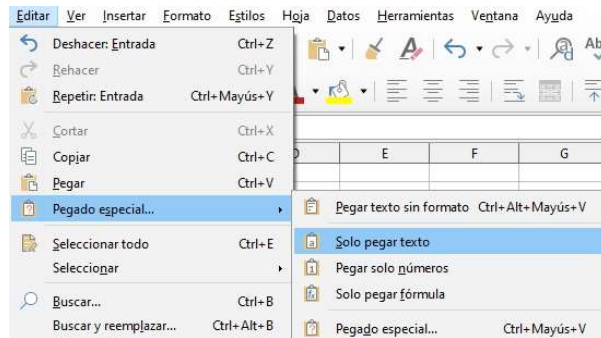 Editar Ver Insertar Formato Estilos Hoja Datos Herramientas Ventana Ayuda
Deshacer: Entrada Ctrl+Z
Rehacer Ctrl+Y
Repetir: Entrada Ctrl+Mayús+Y
Cortar Ctrl+X
Copiar Ctrl+C
Pegar Ctrl+V
Pegado especial...
Seleccionar todo Ctrl+E
Seleccionar
Buscar... Ctrl+B
Buscar y reemplazar... Ctrl+Alt+B
E F G
Pegar texto sin formato Ctrl+Alt+Mayús+V
Solo pegar texto
Pegar solo números
Solo pegar fórmula
Pegado especial... Ctrl+Mayús+V